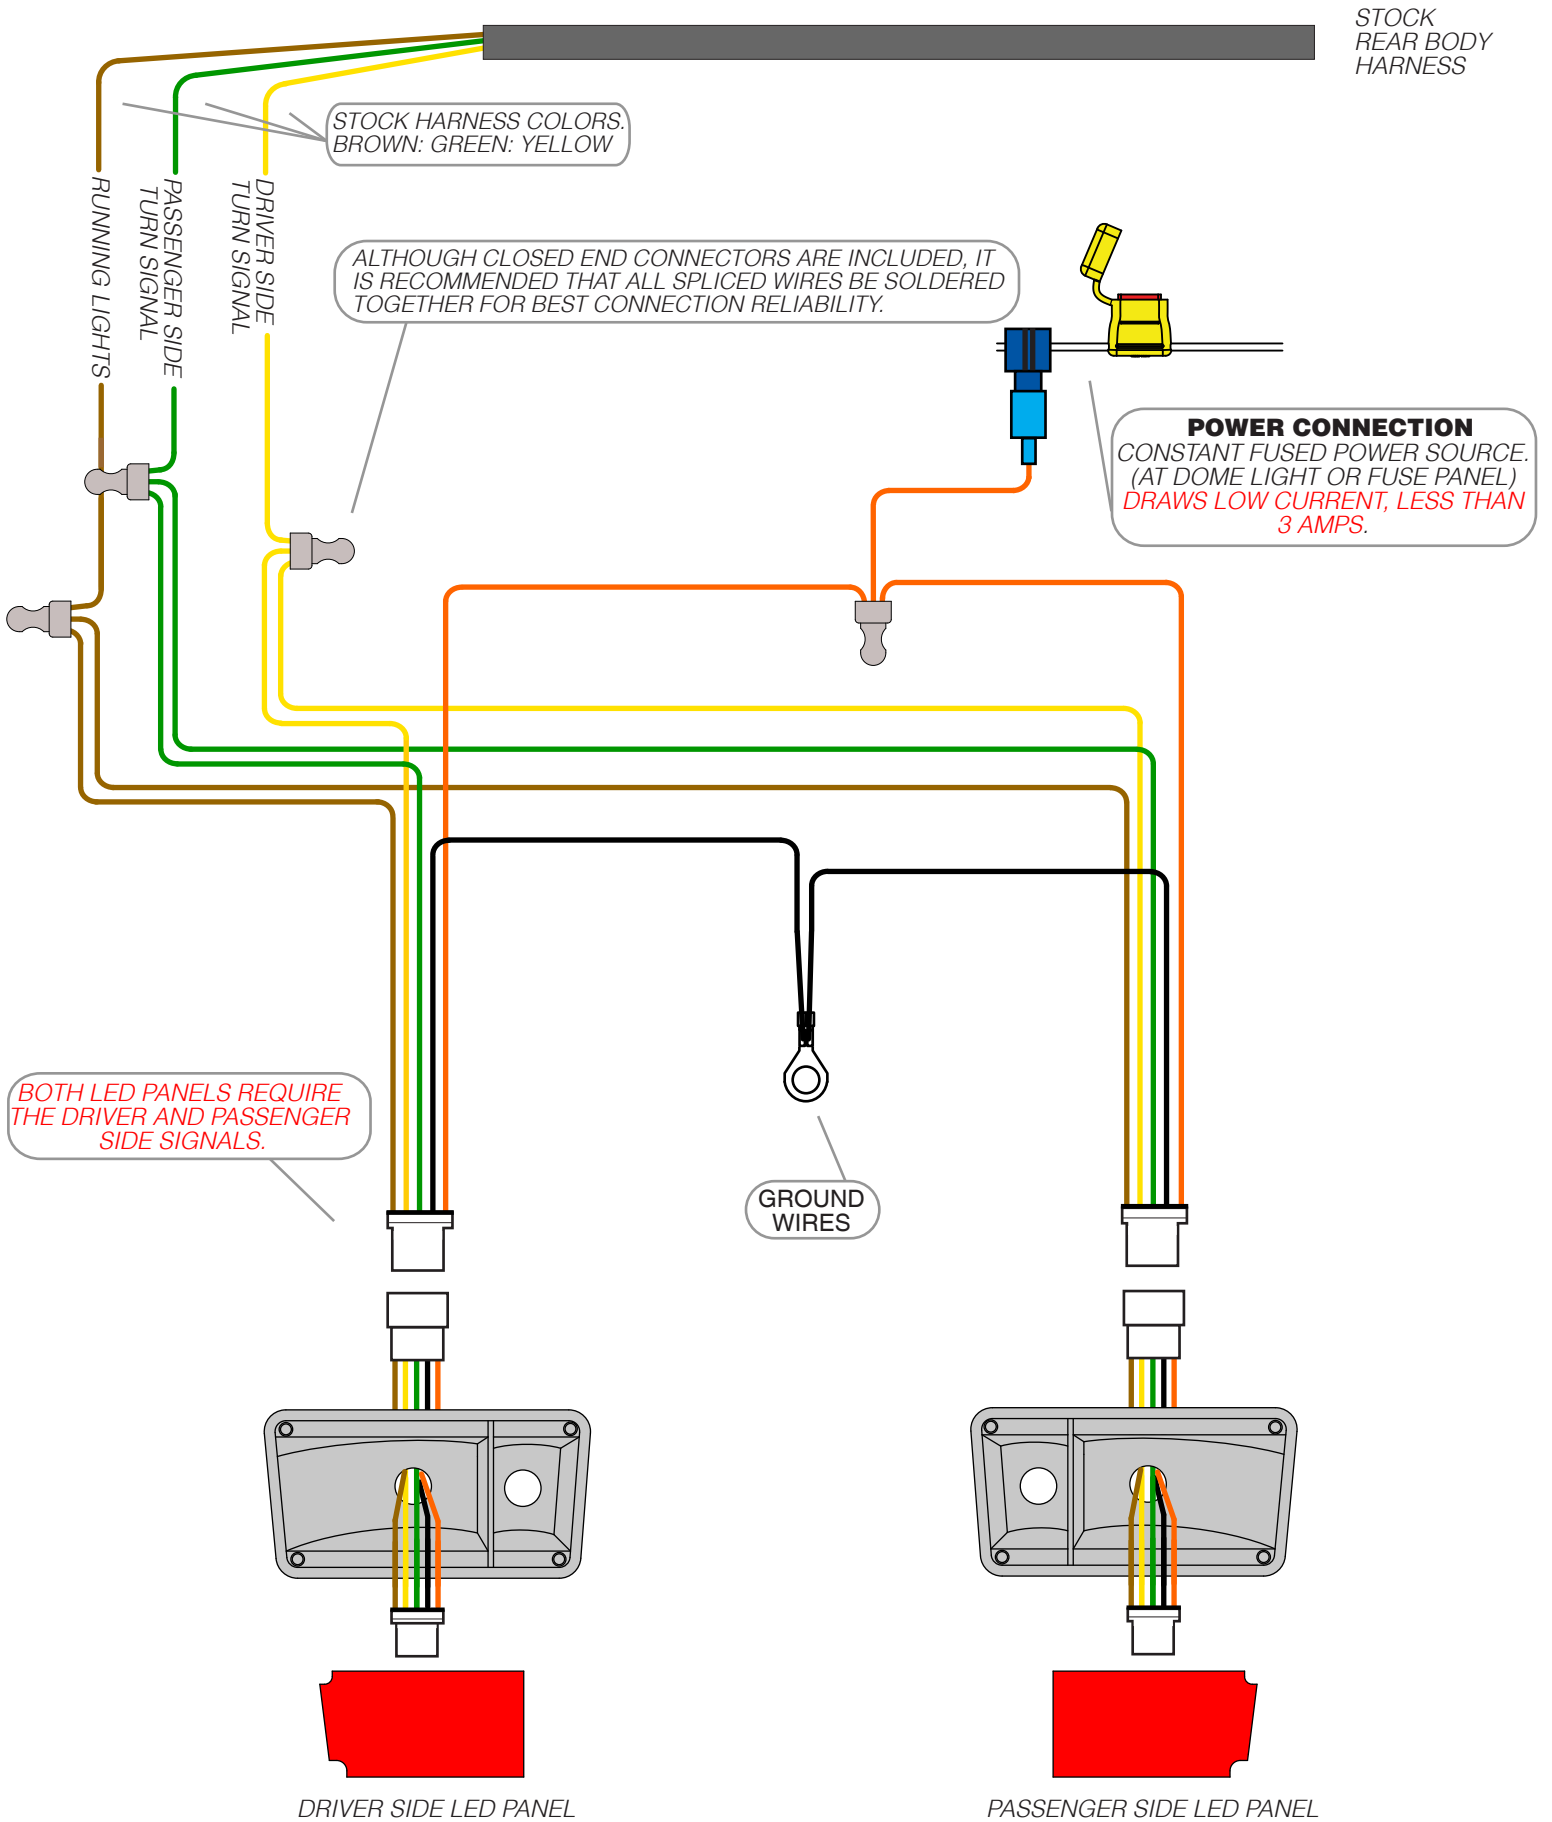 STOCK
REAR BODY
HARNESS
STOCK HARNESS COLORS.
BROWN: GREEN: YELLOW
RUNNING LIGHTS
PASSENGER SIDE
TURN SIGNAL
DRIVER SIDE
TURN SIGNAL
ALTHOUGH CLOSED END CONNECTORS ARE INCLUDED, IT
IS RECOMMENDED THAT ALL SPLICED WIRES BE SOLDERED
TOGETHER FOR BEST CONNECTION RELIABILITY.
POWER CONNECTION
CONSTANT FUSED POWER SOURCE.
(AT DOME LIGHT OR FUSE PANEL)
DRAWS LOW CURRENT, LESS THAN
3 AMPS.
BOTH LED PANELS REQUIRE
THE DRIVER AND PASSENGER
SIDE SIGNALS.
GROUND
WIRES
DRIVER SIDE LED PANEL
PASSENGER SIDE LED PANEL